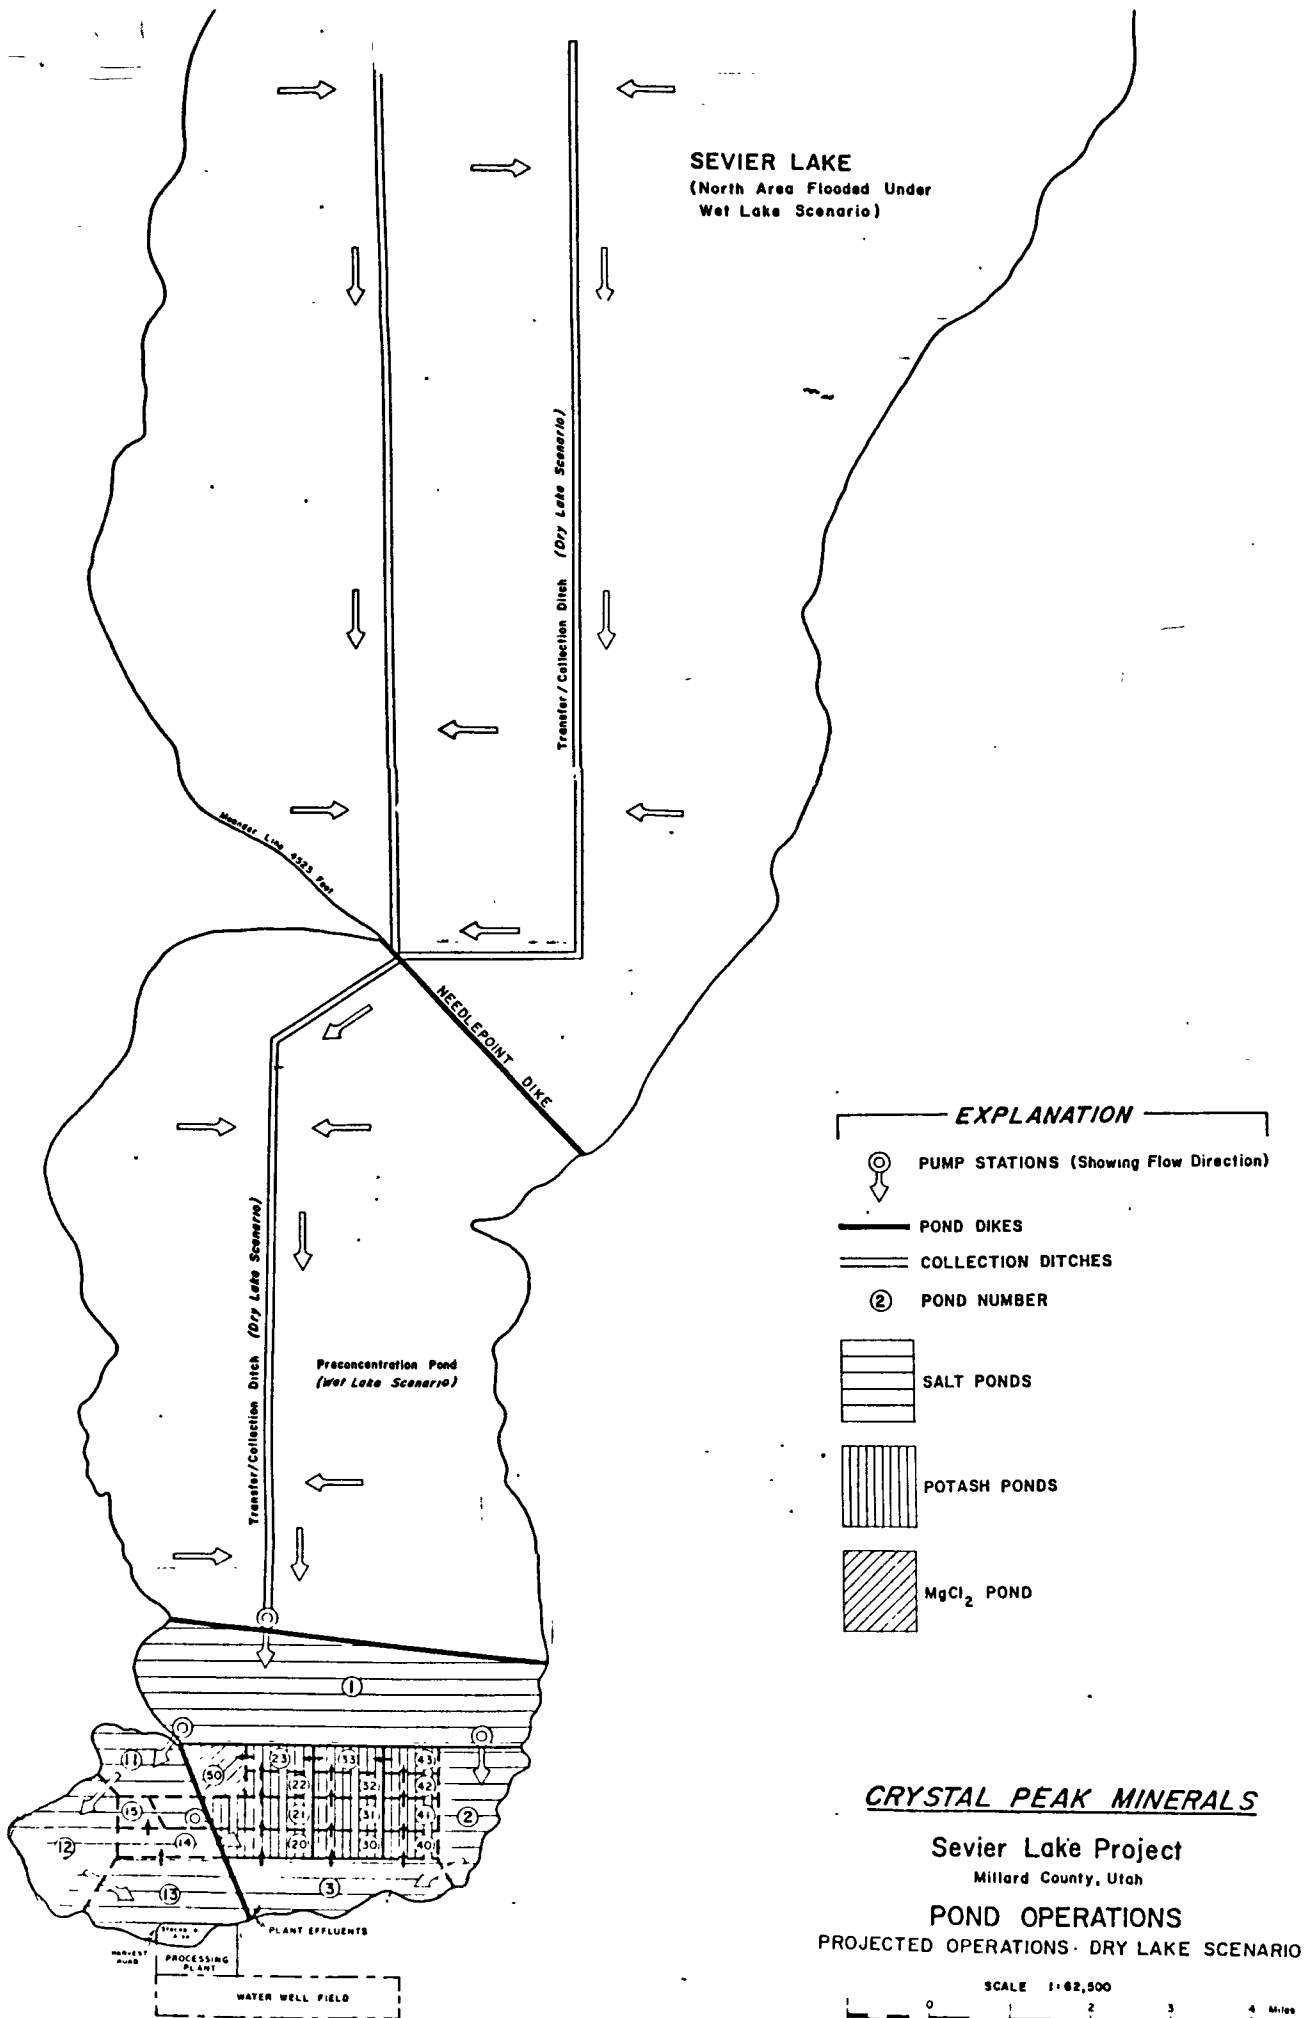 SEVIER LAKE
(North Area Flooded Under
Wet Lake Scenario)
Transfer/Collection Ditch (Dry Lake Scenario)
Meander Line 4523 Feet
NEEDLEPOINT DIKE
Transfer/Collection Ditch (Dry Lake Scenario)
Preconcentration Pond
(Wet Lake Scenario)
EXPLANATION
PUMP STATIONS (Showing Flow Direction)
POND DIKES
COLLECTION DITCHES
2 POND NUMBER
SALT PONDS
POTASH PONDS
MgCl2 POND
1
11
50
23
33
43
22
32
42
15
21
31
41
2
12
14
20
30
40
13
3
PLANT EFFLUENTS
HARVEST
ROAD
PROCESSING
PLANT
WATER WELL FIELD
CRYSTAL PEAK MINERALS
Sevier Lake Project
Millard County, Utah
POND OPERATIONS
PROJECTED OPERATIONS · DRY LAKE SCENARIO
SCALE 1:62,500
0 2 3 4 Miles